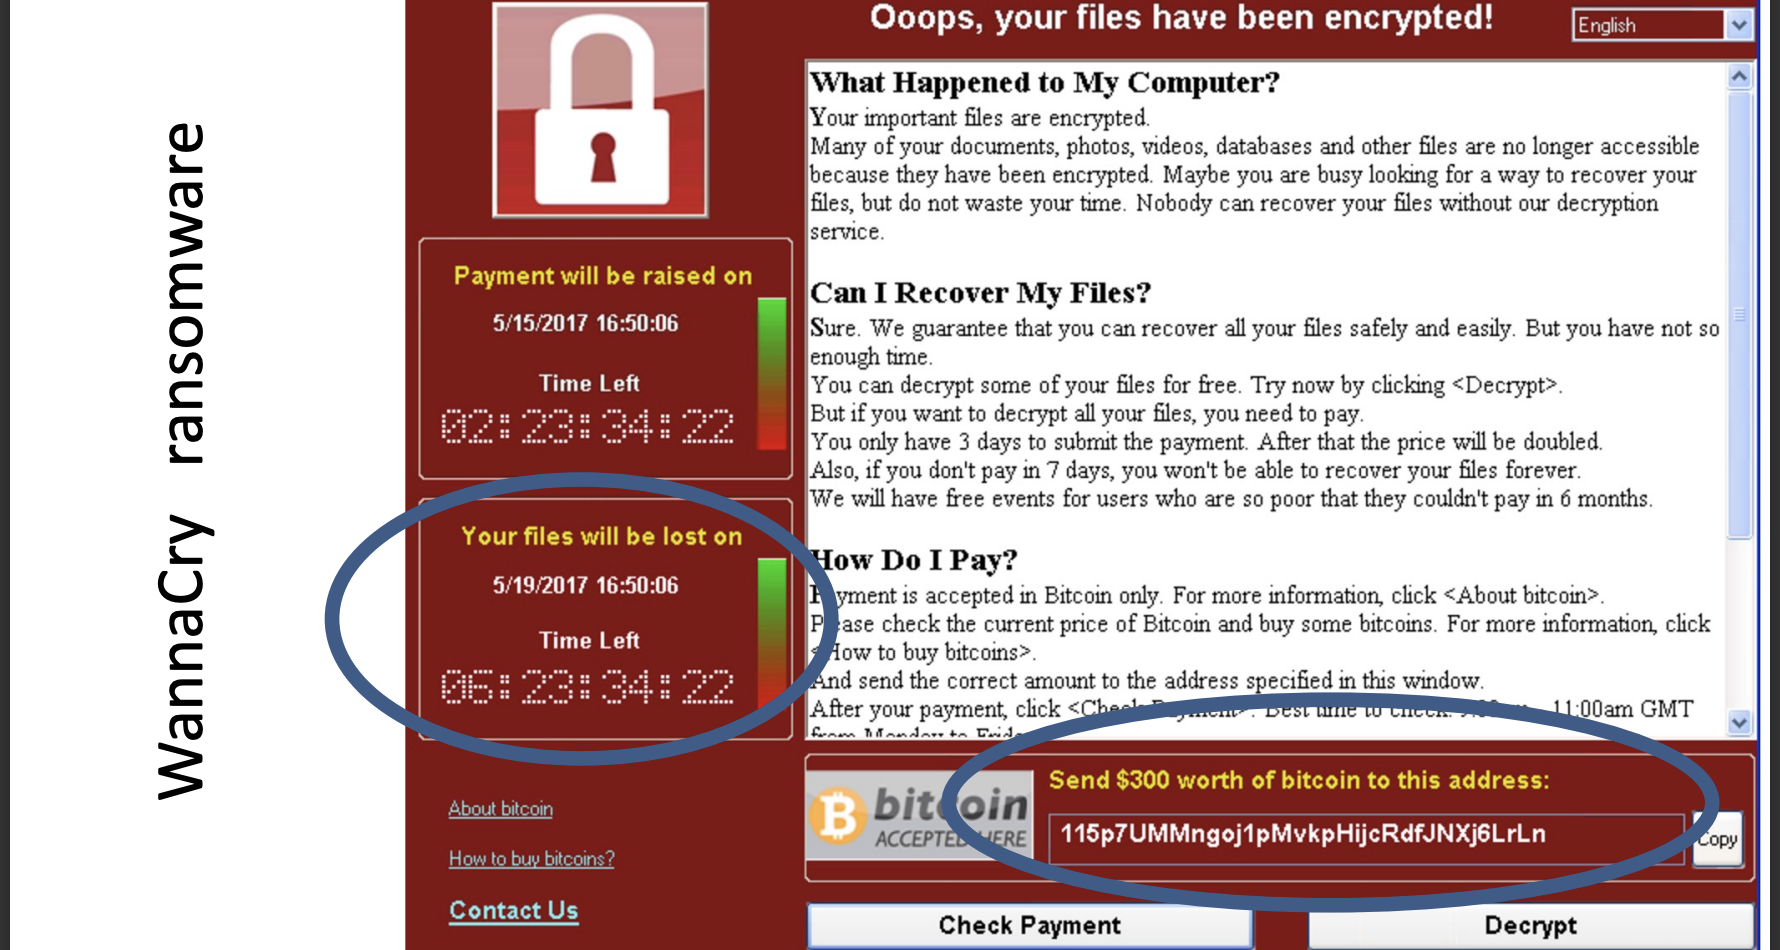 WannaCry ransomware
Ooops, your files have been encrypted!
English
What Happened to My Computer?
Your important files are encrypted.
Many of your documents, photos, videos, databases and other files are no longer accessible
because they have been encrypted. Maybe you are busy looking for a way to recover your
files, but do not waste your time. Nobody can recover your files without our decryption
service.
Can I Recover My Files?
Sure. We guarantee that you can recover all your files safely and easily. But you have not so
enough time.
You can decrypt some of your files for free. Try now by clicking <Decrypt>.
But if you want to decrypt all your files, you need to pay.
You only have 3 days to submit the payment. After that the price will be doubled.
Also, if you don't pay in 7 days, you won't be able to recover your files forever.
We will have free events for users who are so poor that they couldn't pay in 6 months.
How Do I Pay?
Payment is accepted in Bitcoin only. For more information, click <About bitcoin>.
Please check the current price of Bitcoin and buy some bitcoins. For more information, click
<How to buy bitcoins>.
And send the correct amount to the address specified in this window.
After your payment, click <Check Payment>. Best time to check: 11:00am GMT
from Monday to
Payment will be raised on
5/15/2017 16:50:06
Time Left
02:23:34:22
Your files will be lost on
5/19/2017 16:50:06
Time Left
06:23:34:22
About bitcoin
How to buy bitcoins?
Contact Us
bitcoin
ACCEPTED HERE
Send $300 worth of bitcoin to this address:
115p7UMMngoj1pMvkpHijcRdfJNXj6LrLn
Copy
Check Payment
Decrypt